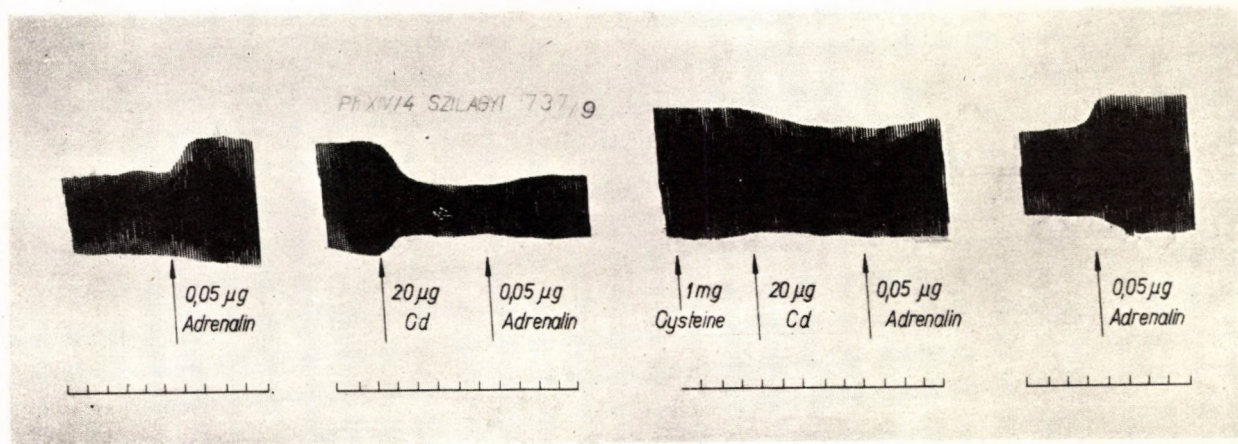 Ph XIV/4 SZILAGYI 737/9
0,05 µg
Adrenalin
20 µg
Cd
0,05 µg
Adrenalin
1 mg
Cysteine
20 µg
Cd
0,05 µg
Adrenalin
0,05 µg
Adrenalin